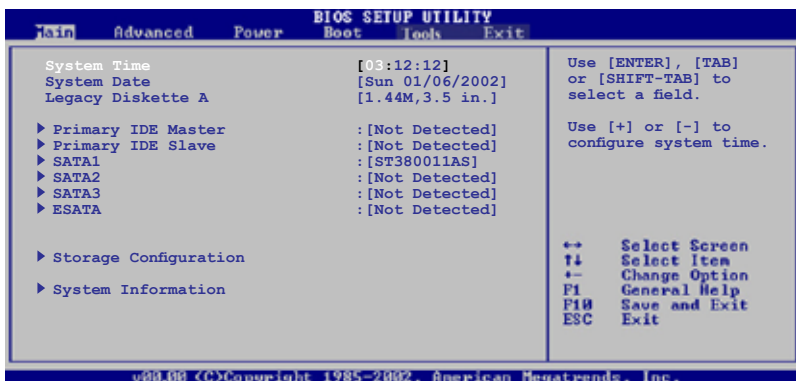 BIOS SETUP UTILITY
Main Advanced Power Boot Tools Exit
System Time [03:12:12]
System Date [Sun 01/06/2002]
Legacy Diskette A [1.44M,3.5 in.]
Primary IDE Master :[Not Detected]
Primary IDE Slave :[Not Detected]
SATA1 :[ST380011AS]
SATA2 :[Not Detected]
SATA3 :[Not Detected]
ESATA :[Not Detected]
Storage Configuration
System Information
Use [ENTER], [TAB]
or [SHIFT-TAB] to
select a field.
Use [+] or [-] to
configure system time.
↔ Select Screen
↑↓ Select Item
+- Change Option
F1 General Help
F10 Save and Exit
ESC Exit
v00.00 (C)Copyright 1985-2002, American Megatrends, Inc.